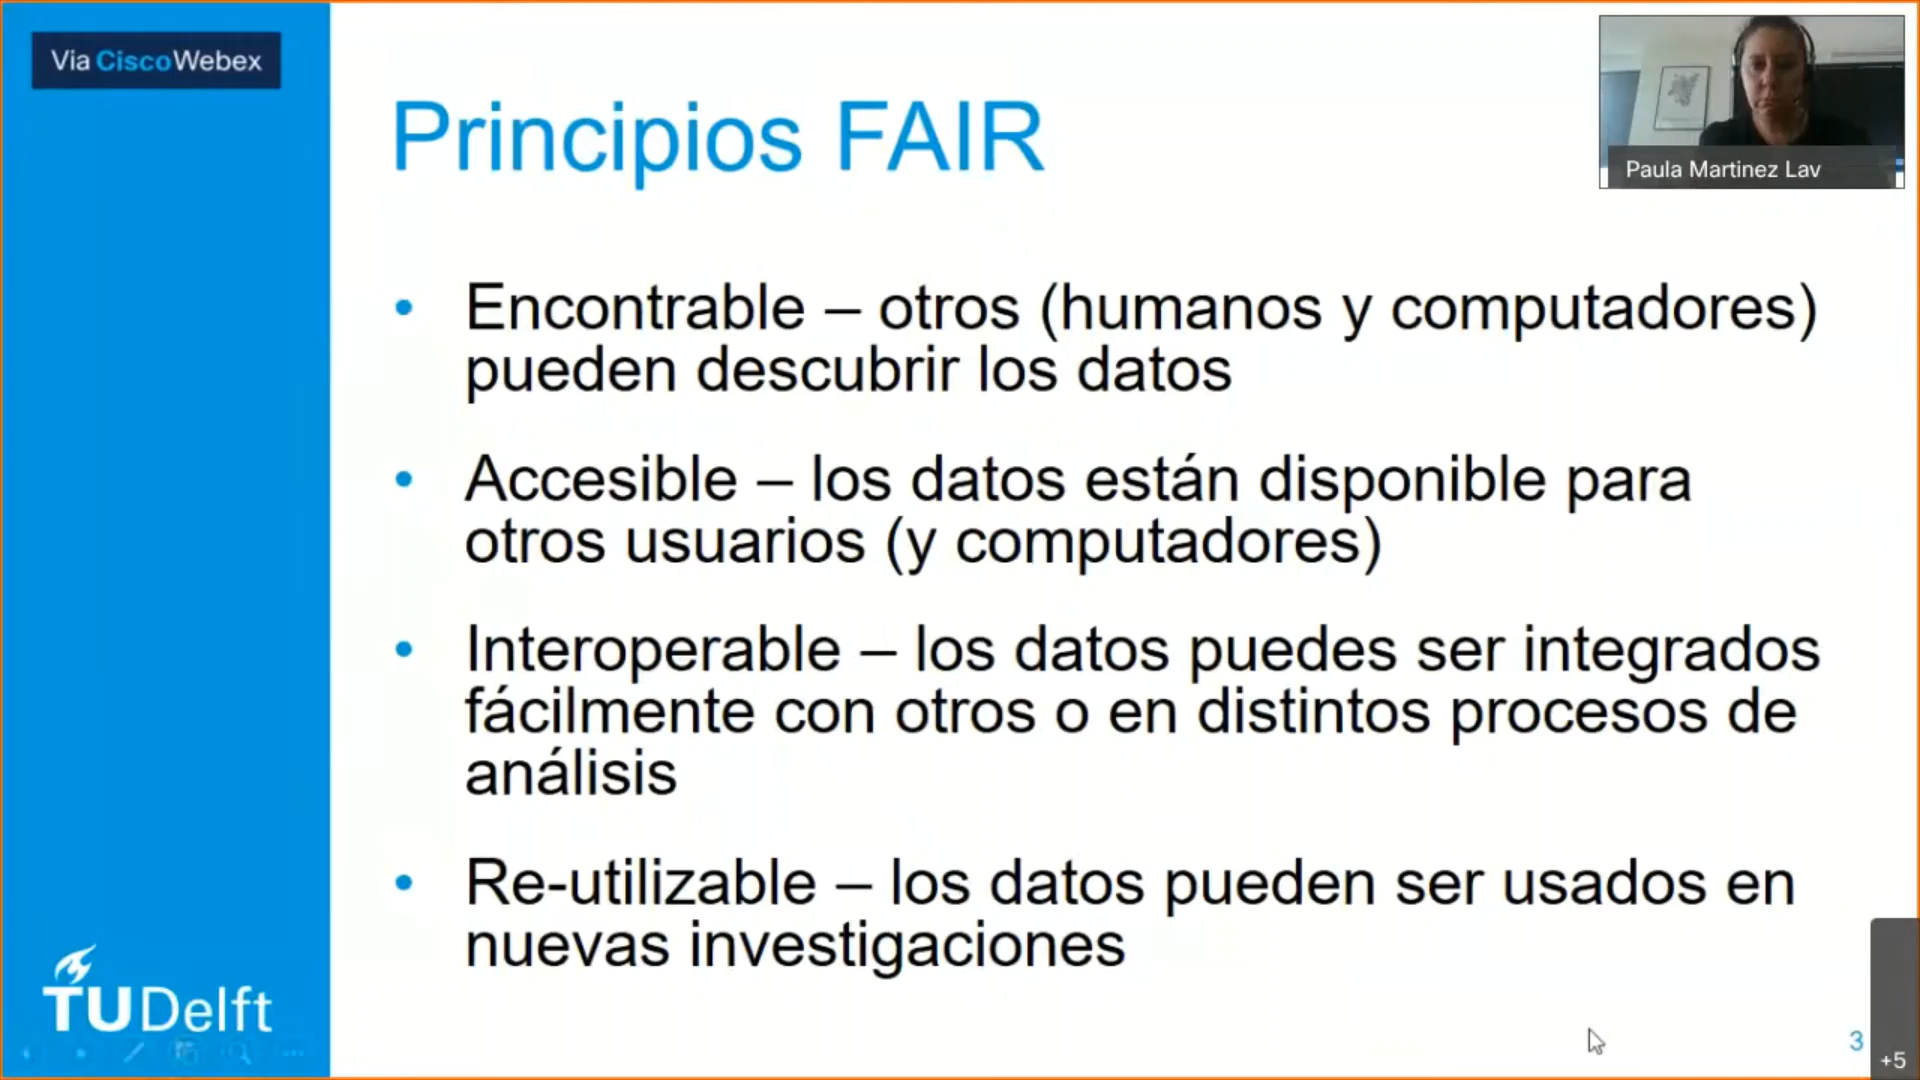 Via CiscoWebex
Principios FAIR
Paula Martinez Lav
• Encontrable – otros (humanos y computadores)
pueden descubrir los datos
• Accesible – los datos están disponible para
otros usuarios (y computadores)
• Interoperable – los datos puedes ser integrados
fácilmente con otros o en distintos procesos de
análisis
• Re-utilizable – los datos pueden ser usados en
nuevas investigaciones
TUDelft
3
+5